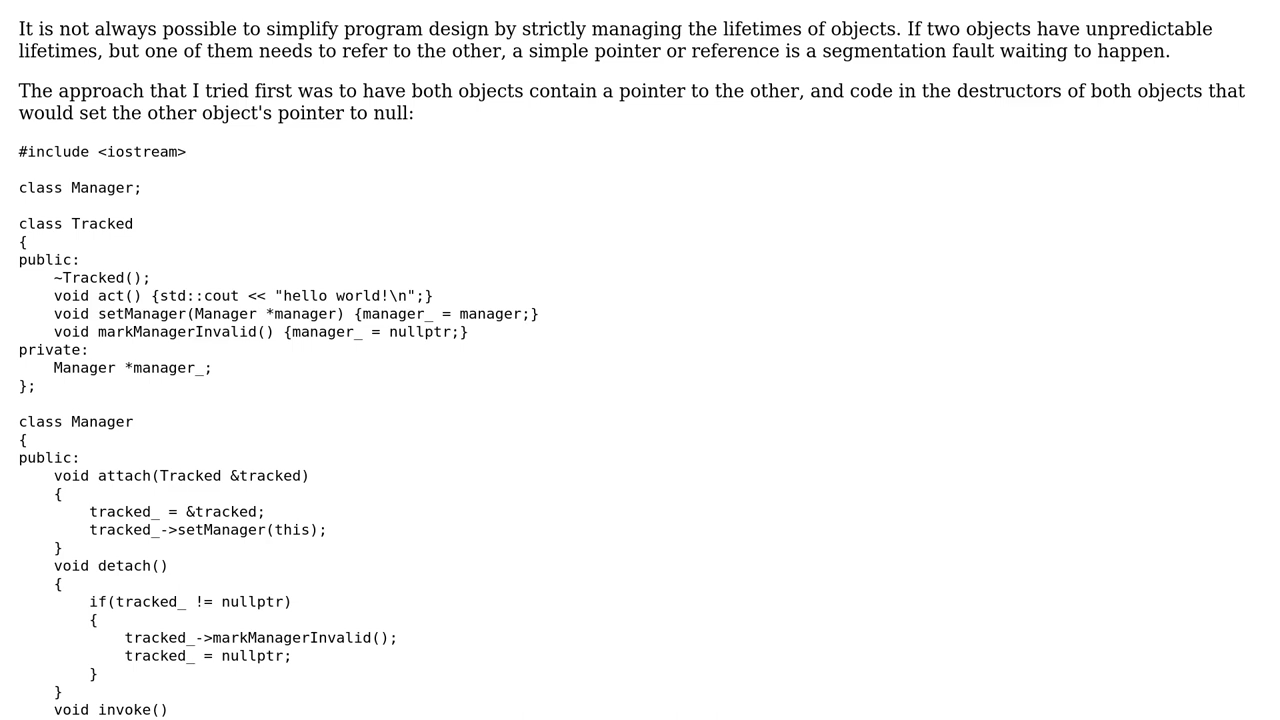 It is not always possible to simplify program design by strictly managing the lifetimes of objects. If two objects have unpredictable
lifetimes, but one of them needs to refer to the other, a simple pointer or reference is a segmentation fault waiting to happen.
The approach that I tried first was to have both objects contain a pointer to the other, and code in the destructors of both objects that
would set the other object's pointer to null:
#include <iostream>
class Manager;
class Tracked
{
public:
    ~Tracked();
    void act() {std::cout << "hello world!\n";}
    void setManager(Manager *manager) {manager_ = manager;}
    void markManagerInvalid() {manager_ = nullptr;}
private:
    Manager *manager_;
};
class Manager
{
public:
    void attach(Tracked &tracked)
    {
        tracked_ = &tracked;
        tracked_->setManager(this);
    }
    void detach()
    {
        if(tracked_ != nullptr)
        {
            tracked_->markManagerInvalid();
            tracked_ = nullptr;
        }
    }
    void invoke()